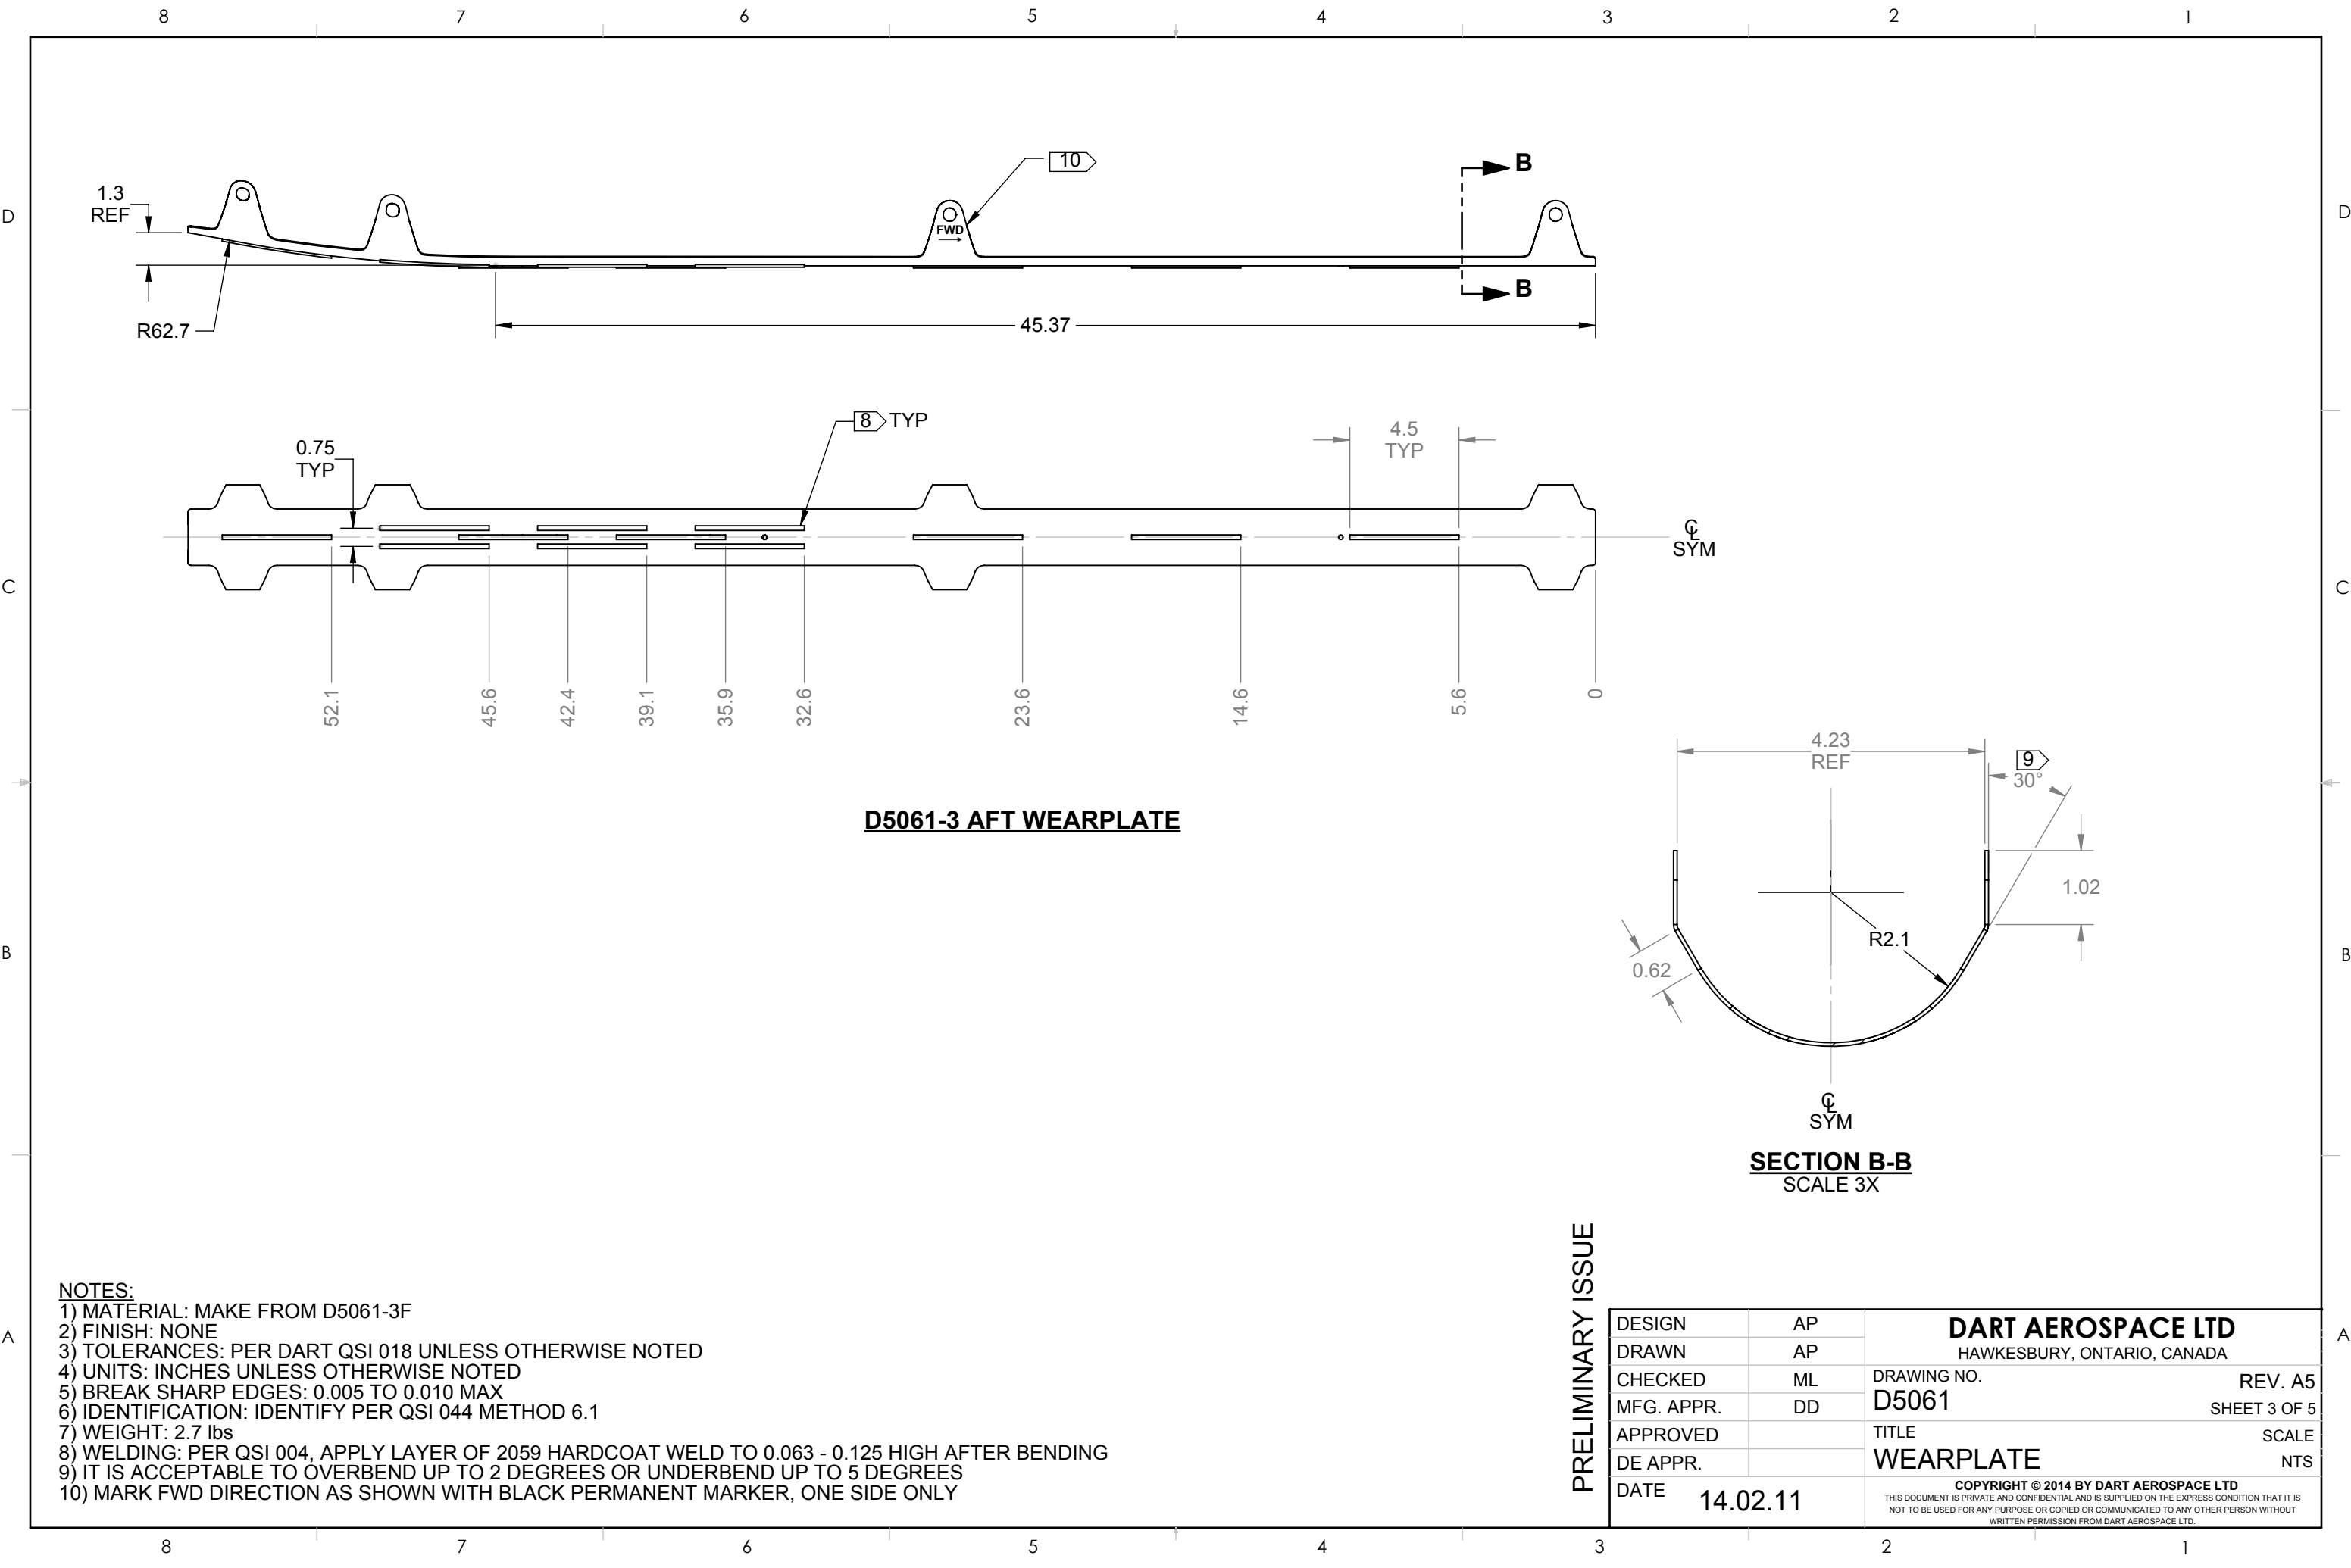 8 7 6 5 4 3 2 1
D
D
C
C
B
B
A
A
1.3
REF
R62.7
FWD
10
B
B
45.37
0.75
TYP
8 TYP
4.5
TYP
CL
SYM
52.1
45.6
42.4
39.1
35.9
32.6
23.6
14.6
5.6
0
D5061-3 AFT WEARPLATE
4.23
REF
9
30°
1.02
R2.1
0.62
CL
SYM
SECTION B-B
SCALE 3X
NOTES:
1) MATERIAL: MAKE FROM D5061-3F
2) FINISH: NONE
3) TOLERANCES: PER DART QSI 018 UNLESS OTHERWISE NOTED
4) UNITS: INCHES UNLESS OTHERWISE NOTED
5) BREAK SHARP EDGES: 0.005 TO 0.010 MAX
6) IDENTIFICATION: IDENTIFY PER QSI 044 METHOD 6.1
7) WEIGHT: 2.7 lbs
8) WELDING: PER QSI 004, APPLY LAYER OF 2059 HARDCOAT WELD TO 0.063 - 0.125 HIGH AFTER BENDING
9) IT IS ACCEPTABLE TO OVERBEND UP TO 2 DEGREES OR UNDERBEND UP TO 5 DEGREES
10) MARK FWD DIRECTION AS SHOWN WITH BLACK PERMANENT MARKER, ONE SIDE ONLY
PRELIMINARY ISSUE
DESIGN AP
DRAWN AP
CHECKED ML
MFG. APPR. DD
APPROVED
DE APPR.
DATE 14.02.11
DART AEROSPACE LTD
HAWKESBURY, ONTARIO, CANADA
DRAWING NO.
D5061
REV. A5
SHEET 3 OF 5
TITLE
WEARPLATE
SCALE
NTS
COPYRIGHT © 2014 BY DART AEROSPACE LTD
THIS DOCUMENT IS PRIVATE AND CONFIDENTIAL AND IS SUPPLIED ON THE EXPRESS CONDITION THAT IT IS
NOT TO BE USED FOR ANY PURPOSE OR COPIED OR COMMUNICATED TO ANY OTHER PERSON WITHOUT
WRITTEN PERMISSION FROM DART AEROSPACE LTD.
8 7 6 5 4 3 2 1